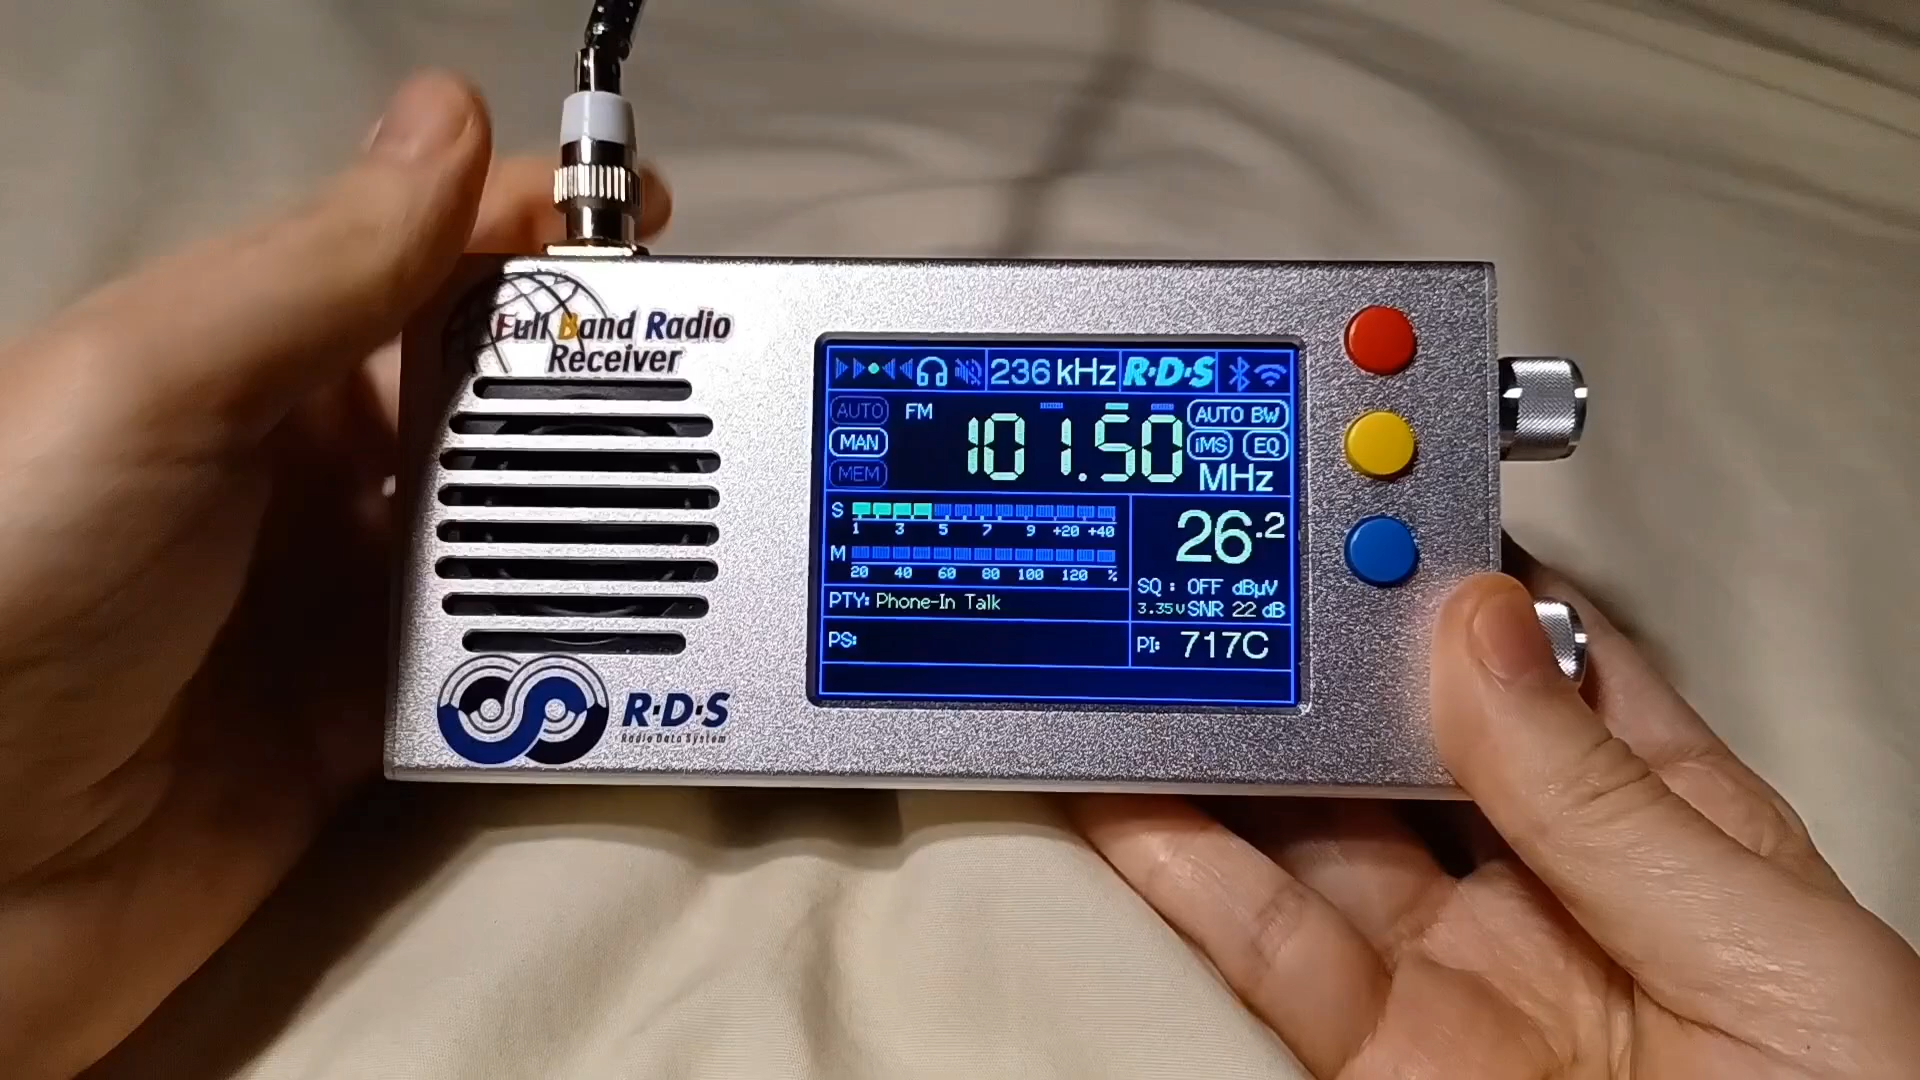 Full Band Radio
Receiver
R·D·S
Radio Data System
236 kHz R·D·S
AUTO FM AUTO BW
MAN 101.50 iMS EQ
MEM MHz
S
1 3 5 7 9 +20 +40
M
20 40 60 80 100 120 %
26.2
SQ: OFF dBµV
3.35V SNR 22 dB
PTY: Phone-In Talk
PS:
PI: 717C